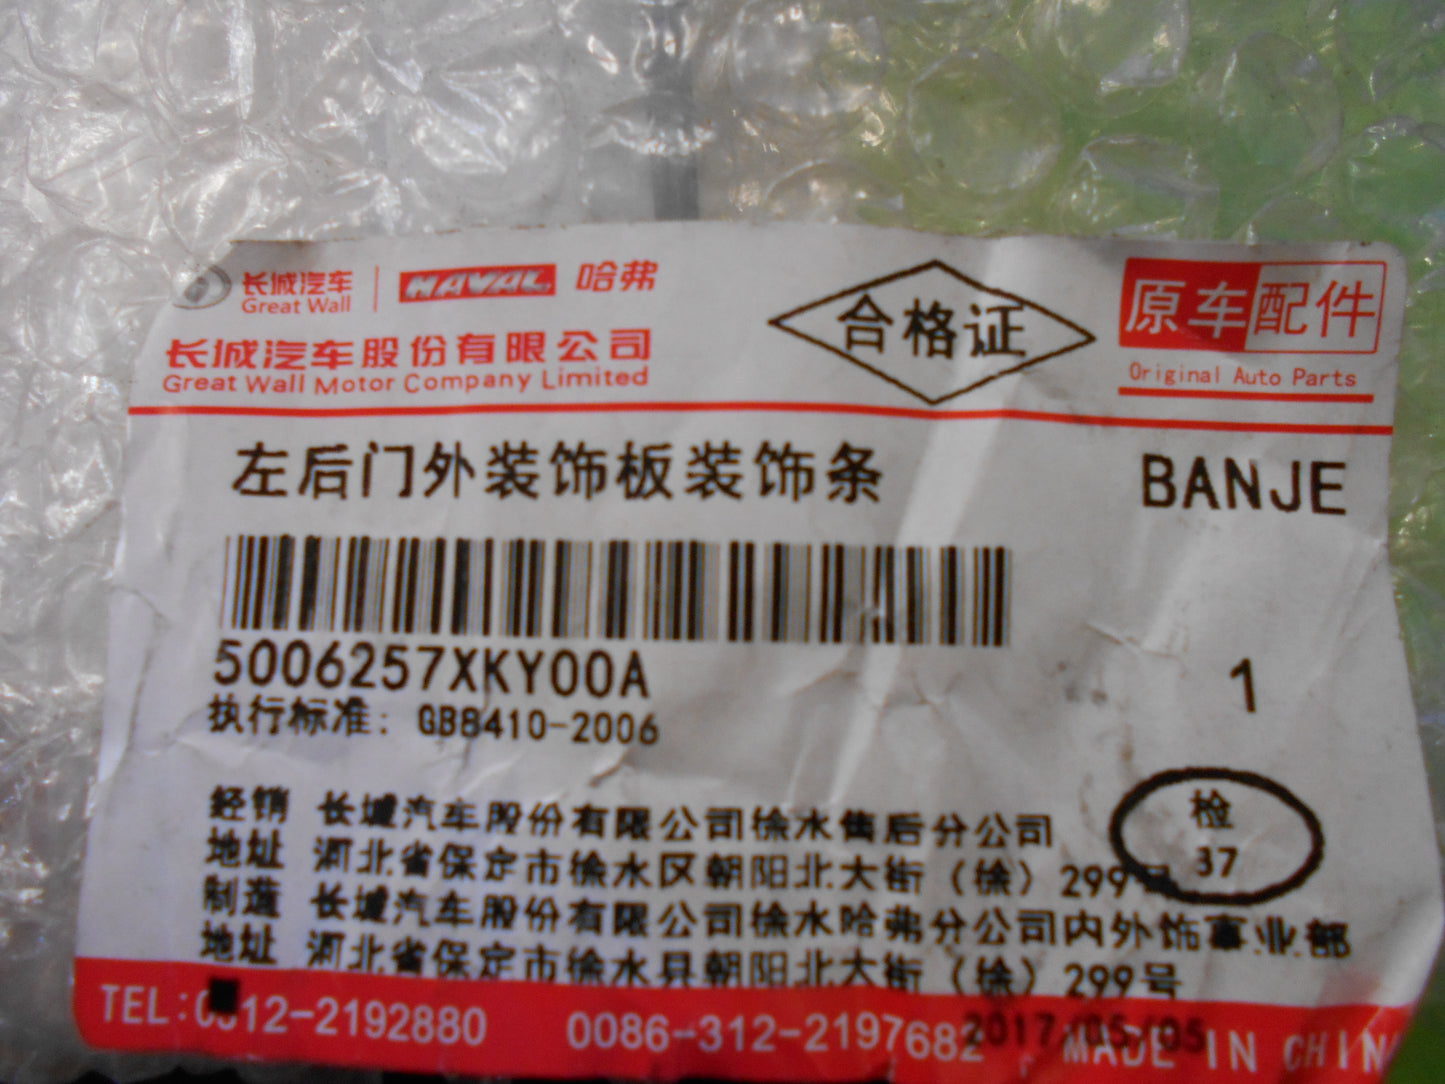 长城汽车 HAVAL 哈弗
Great Wall
长城汽车股份有限公司
Great Wall Motor Company Limited
合格证
原车配件
Original Auto Parts
左后门外装饰板装饰条 BANJE
5006257XKY00A 1
执行标准: GB8410-2006
检
37
经销 长城汽车股份有限公司徐水售后分公司
地址 河北省保定市徐水区朝阳北大街（徐）299号
制造 长城汽车股份有限公司徐水哈弗分公司内外饰事业部
地址 河北省保定市徐水县朝阳北大街（徐）299号
2017/05/05
TEL:0312-2192880 0086-312-2197682 MADE IN CHIN